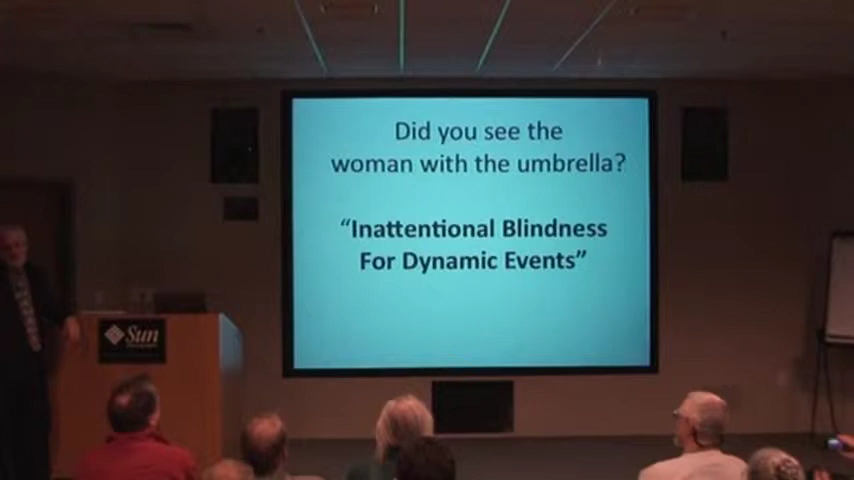 Did you see the
woman with the umbrella?
“Inattentional Blindness
For Dynamic Events”
Sun